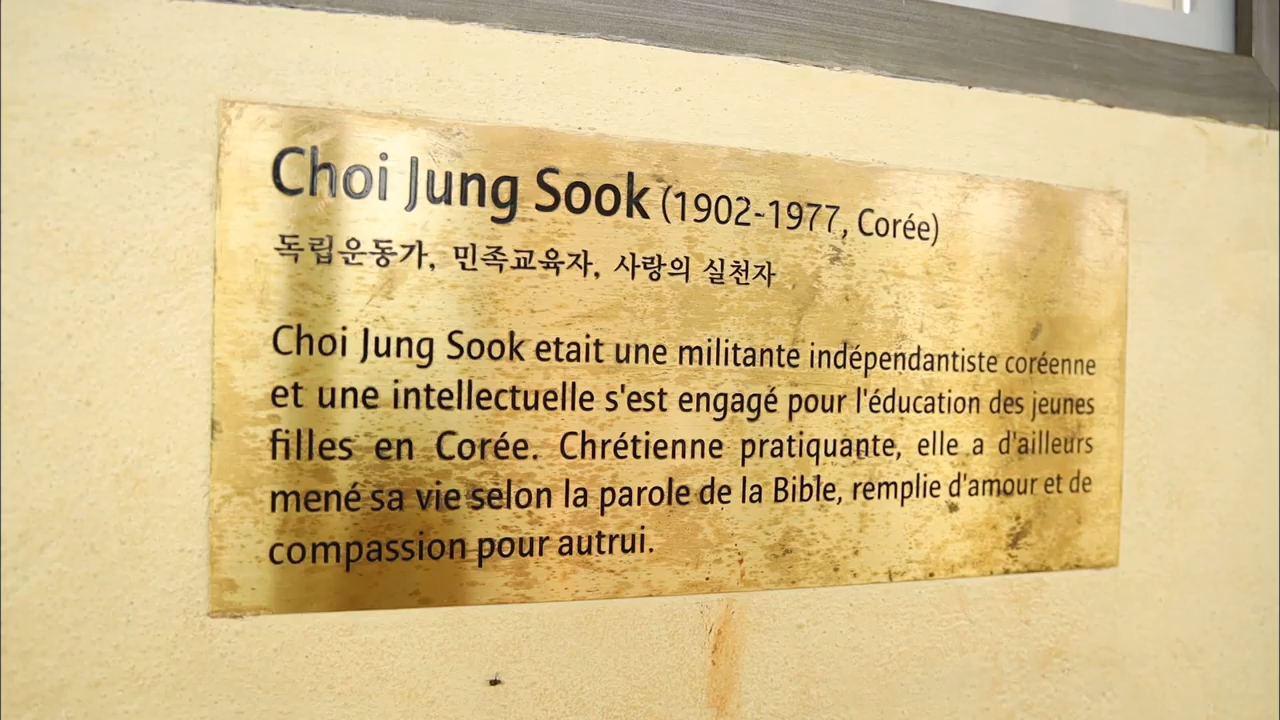 Choi Jung Sook (1902-1977, Corée)
독립운동가, 민족교육자, 사랑의 실천자
Choi Jung Sook etait une militante indépendantiste coréenne
et une intellectuelle s'est engagé pour l'éducation des jeunes
filles en Corée. Chrétienne pratiquante, elle a d'ailleurs
mené sa vie selon la parole de la Bible, remplie d'amour et de
compassion pour autrui.